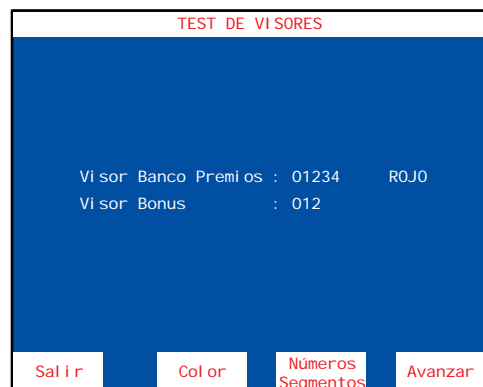 TEST DE VISORES
Visor Banco Premios : 01234 ROJO
Visor Bonus : 012
Salir Color Números Segmentos Avanzar